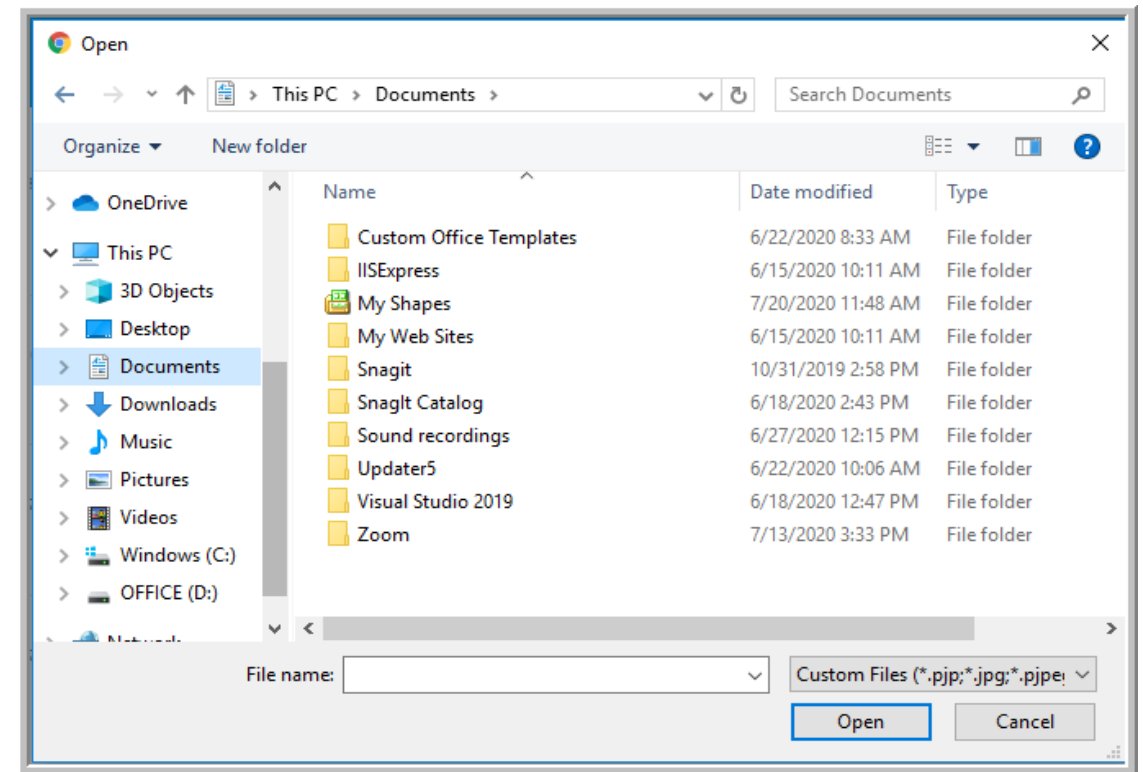 Open
This PC > Documents >
Search Documents
Organize
New folder
Name
Date modified
Type
OneDrive
This PC
3D Objects
Desktop
Documents
Downloads
Music
Pictures
Videos
Windows (C:)
OFFICE (D:)
Network
Custom Office Templates 6/22/2020 8:33 AM File folder
IISExpress 6/15/2020 10:11 AM File folder
My Shapes 7/20/2020 11:48 AM File folder
My Web Sites 6/15/2020 10:11 AM File folder
Snagit 10/31/2019 2:58 PM File folder
SnagIt Catalog 6/18/2020 2:43 PM File folder
Sound recordings 6/27/2020 12:15 PM File folder
Updater5 6/22/2020 10:06 AM File folder
Visual Studio 2019 6/18/2020 12:47 PM File folder
Zoom 7/13/2020 3:33 PM File folder
File name:
Custom Files (*.pjp;*.jpg;*.pjpe
Open
Cancel